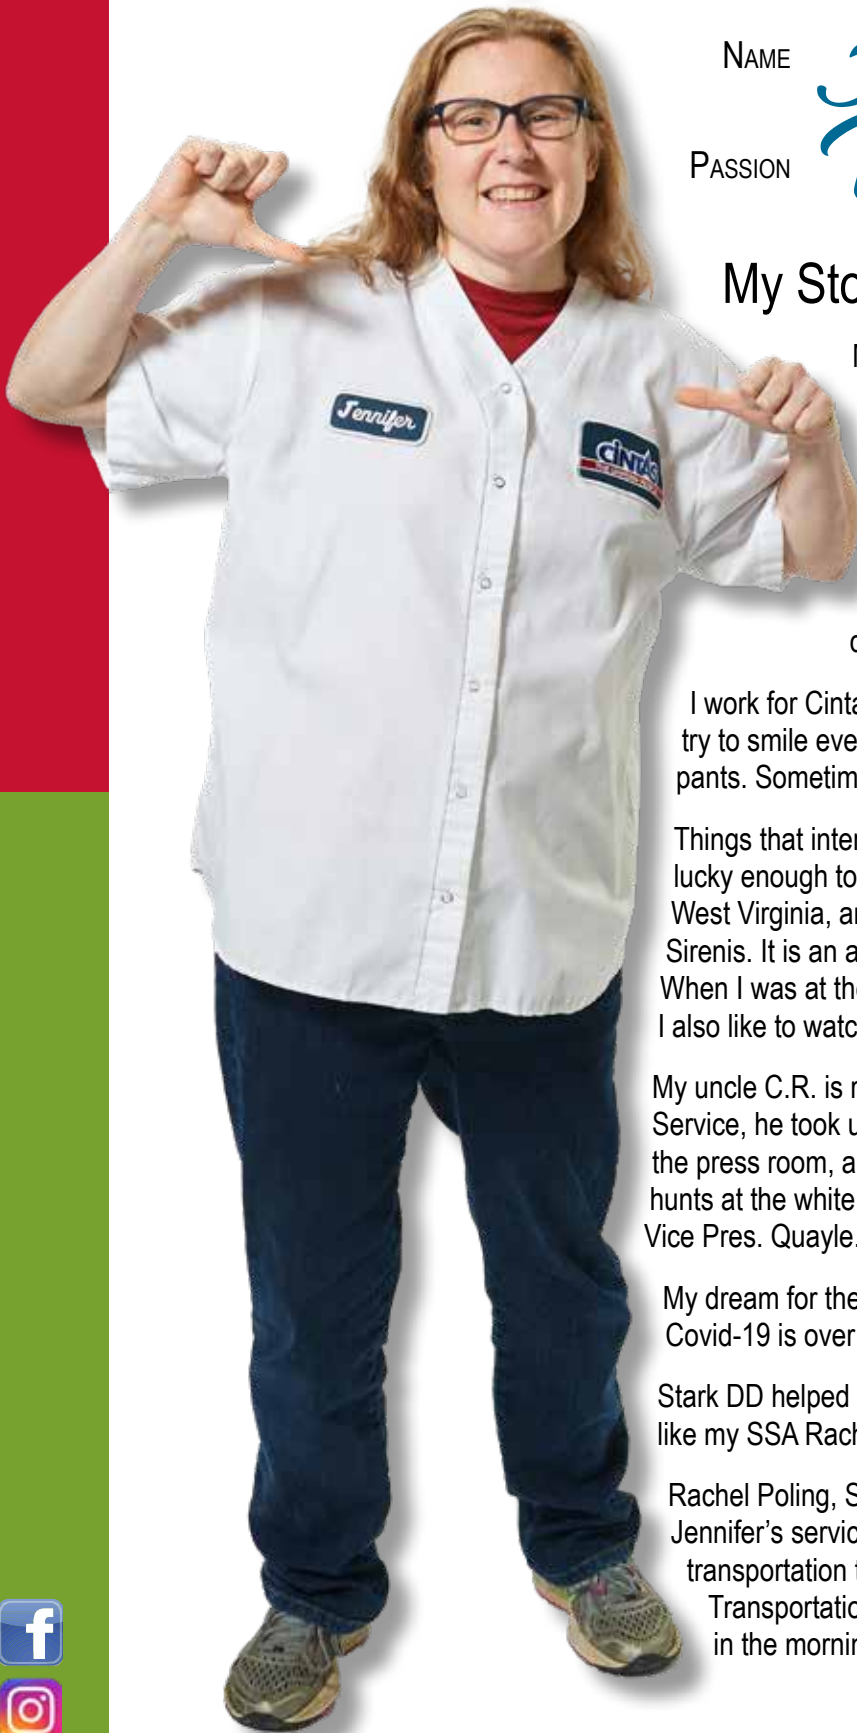 NAME
PASSION
My Sto
Jennifer
CINTAS
I work for Cinta
try to smile eve
pants. Sometim
Things that inter
lucky enough to
West Virginia, a
Sirenis. It is an a
When I was at the
I also like to watc
My uncle C.R. is
Service, he took u
the press room, a
hunts at the white
Vice Pres. Quayle.
My dream for the
Covid-19 is over
Stark DD helped
like my SSA Rach
Rachel Poling, S
Jennifer's servic
transportation
Transportatio
in the mornin
f